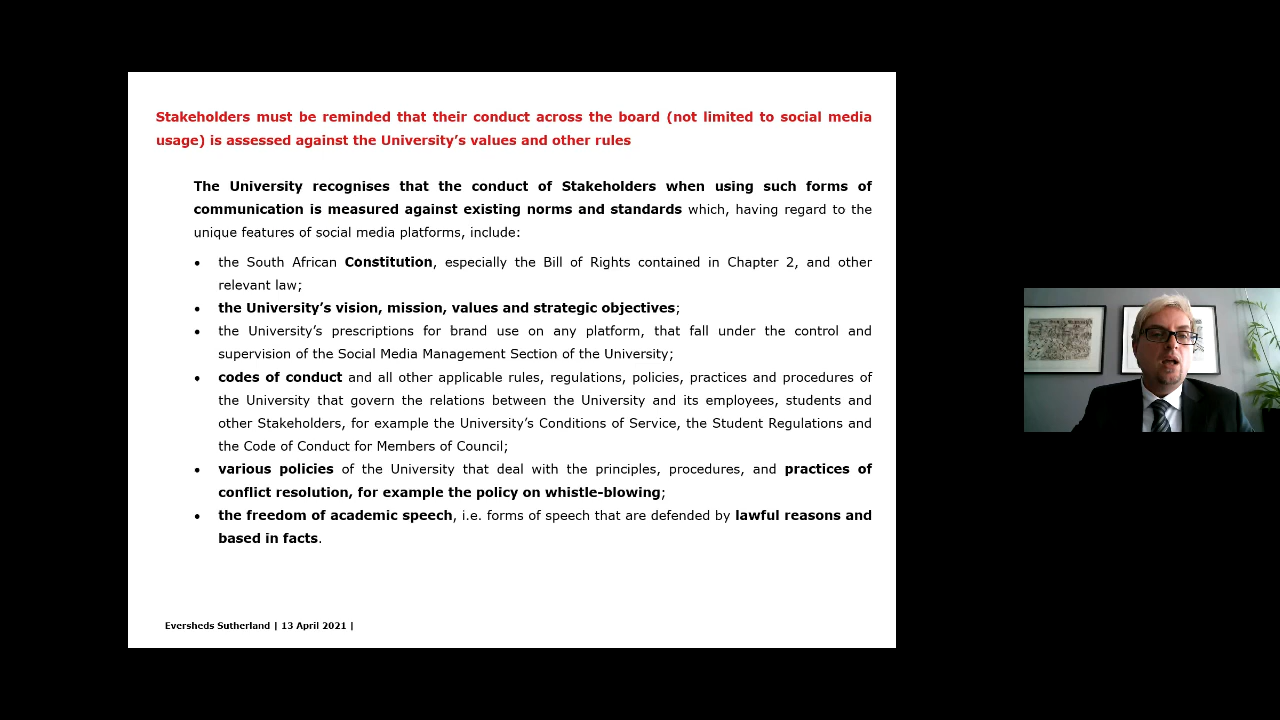 Stakeholders must be reminded that their conduct across the board (not limited to social media
usage) is assessed against the University’s values and other rules
The University recognises that the conduct of Stakeholders when using such forms of
communication is measured against existing norms and standards which, having regard to the
unique features of social media platforms, include:
• the South African Constitution, especially the Bill of Rights contained in Chapter 2, and other
relevant law;
• the University’s vision, mission, values and strategic objectives;
• the University’s prescriptions for brand use on any platform, that fall under the control and
supervision of the Social Media Management Section of the University;
• codes of conduct and all other applicable rules, regulations, policies, practices and procedures of
the University that govern the relations between the University and its employees, students and
other Stakeholders, for example the University’s Conditions of Service, the Student Regulations and
the Code of Conduct for Members of Council;
• various policies of the University that deal with the principles, procedures, and practices of
conflict resolution, for example the policy on whistle-blowing;
• the freedom of academic speech, i.e. forms of speech that are defended by lawful reasons and
based in facts.
Eversheds Sutherland | 13 April 2021 |